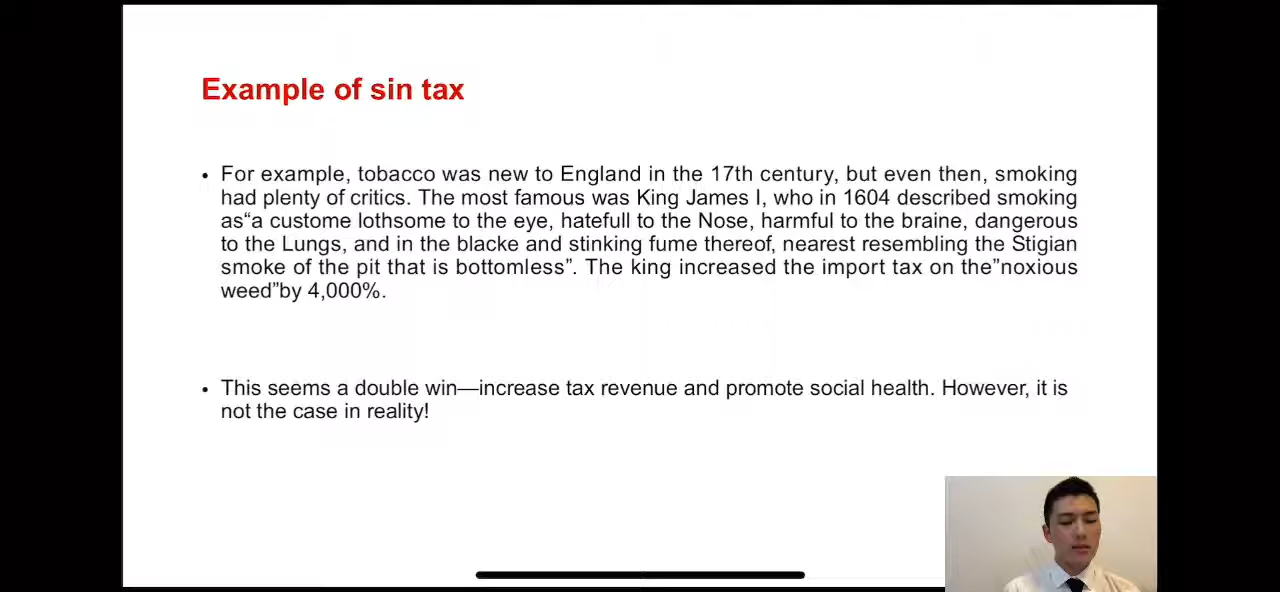 Example of sin tax
• For example, tobacco was new to England in the 17th century, but even then, smoking
had plenty of critics. The most famous was King James I, who in 1604 described smoking
as“a custome lothsome to the eye, hatefull to the Nose, harmful to the braine, dangerous
to the Lungs, and in the blacke and stinking fume thereof, nearest resembling the Stigian
smoke of the pit that is bottomless”. The king increased the import tax on the”noxious
weed”by 4,000%.
• This seems a double win—increase tax revenue and promote social health. However, it is
not the case in reality!